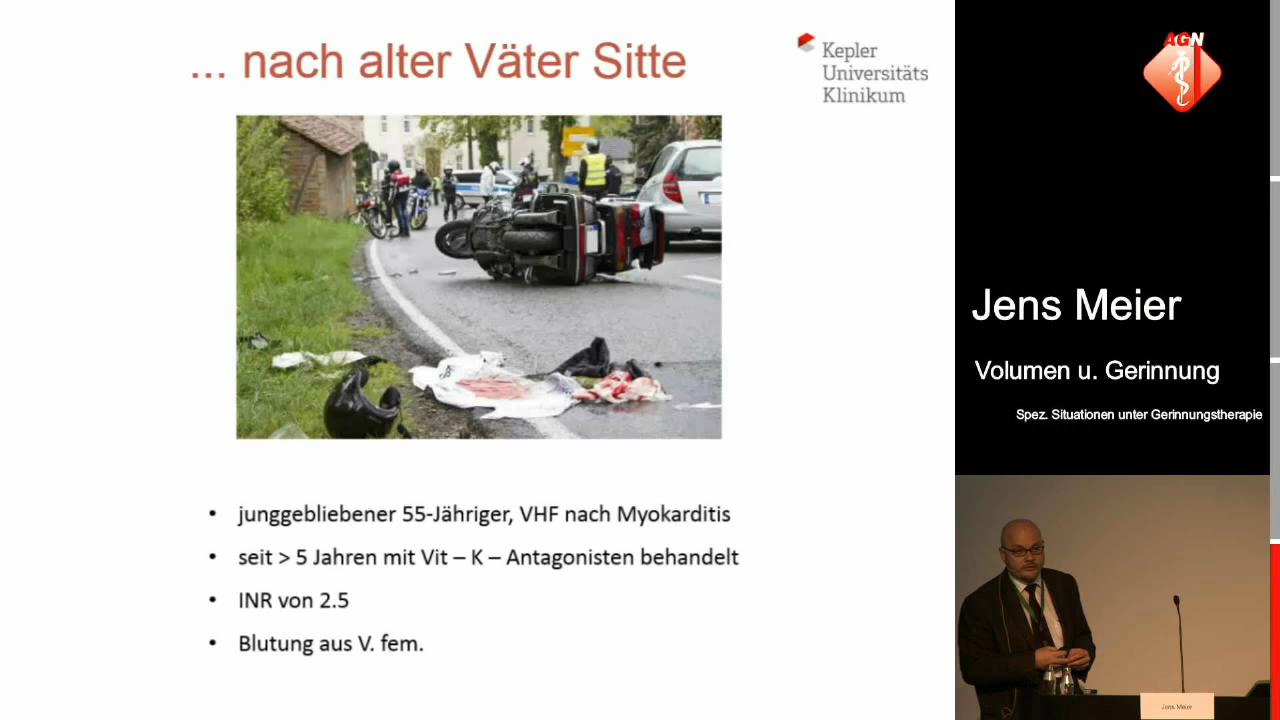 ... nach alter Väter Sitte
Kepler
Universitäts
Klinikum
• junggebliebener 55-Jähriger, VHF nach Myokarditis
• seit > 5 Jahren mit Vit – K – Antagonisten behandelt
• INR von 2.5
• Blutung aus V. fem.
AGN
Jens Meier
Volumen u. Gerinnung
Spez. Situationen unter Gerinnungstherapie
Jens Meier